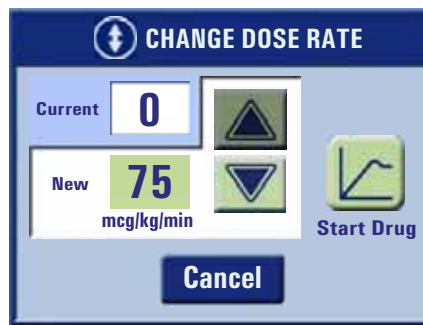 CHANGE DOSE RATE
Current 0
New 75
mcg/kg/min
Start Drug
Cancel